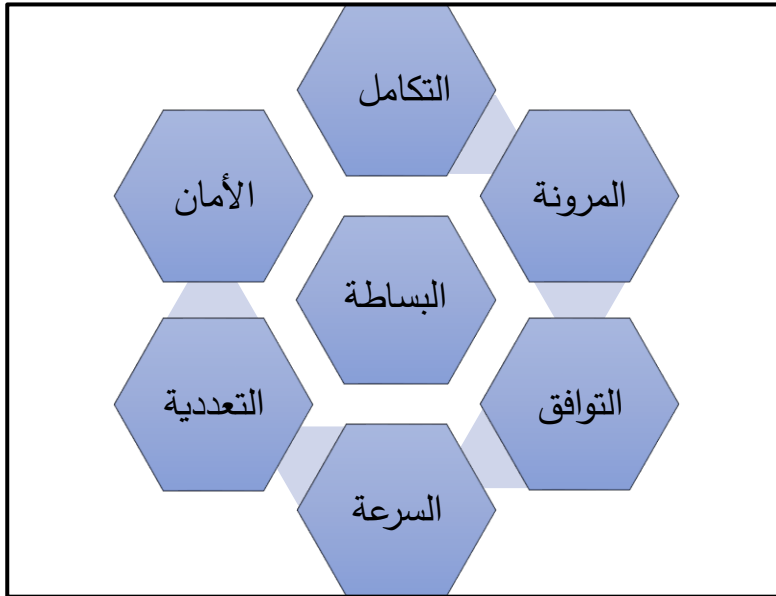 التكامل
المرونة
الأمان
البساطة
التوافق
التعددية
السرعة